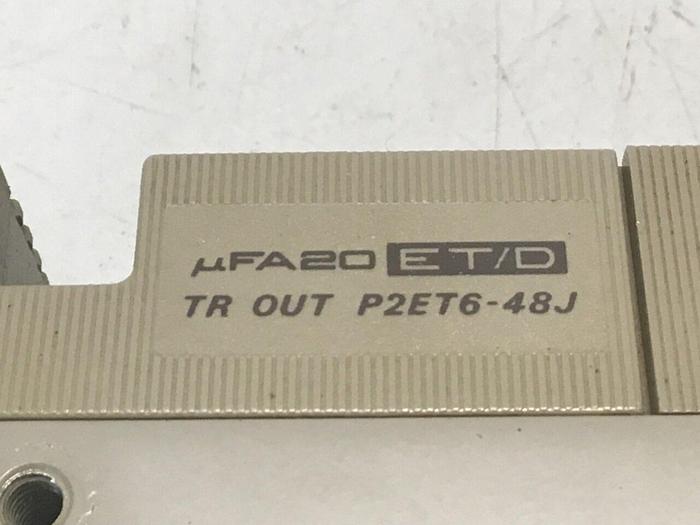 µFA20 ET/D
TR OUT P2ET6-48J